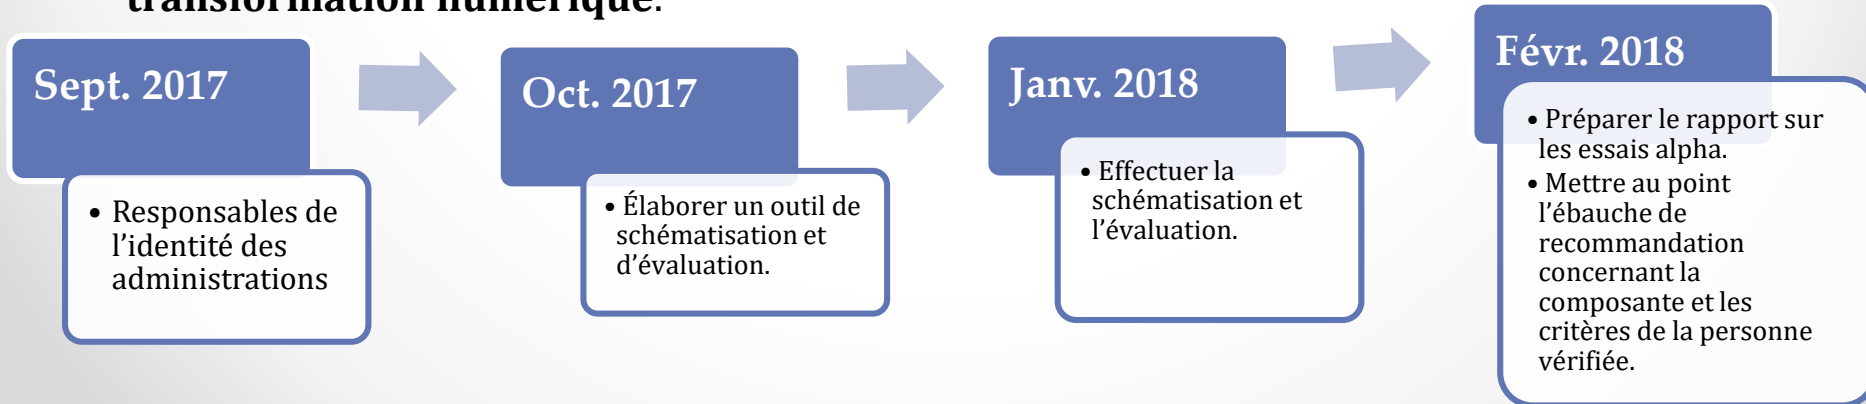 transformation numérique.
Sept. 2017
• Responsables de
l’identité des
administrations
Oct. 2017
• Élaborer un outil de
schématisation et
d’évaluation.
Janv. 2018
• Effectuer la
schématisation et
l’évaluation.
Févr. 2018
• Préparer le rapport sur
les essais alpha.
• Mettre au point
l’ébauche de
recommandation
concernant la
composante et les
critères de la personne
vérifiée.